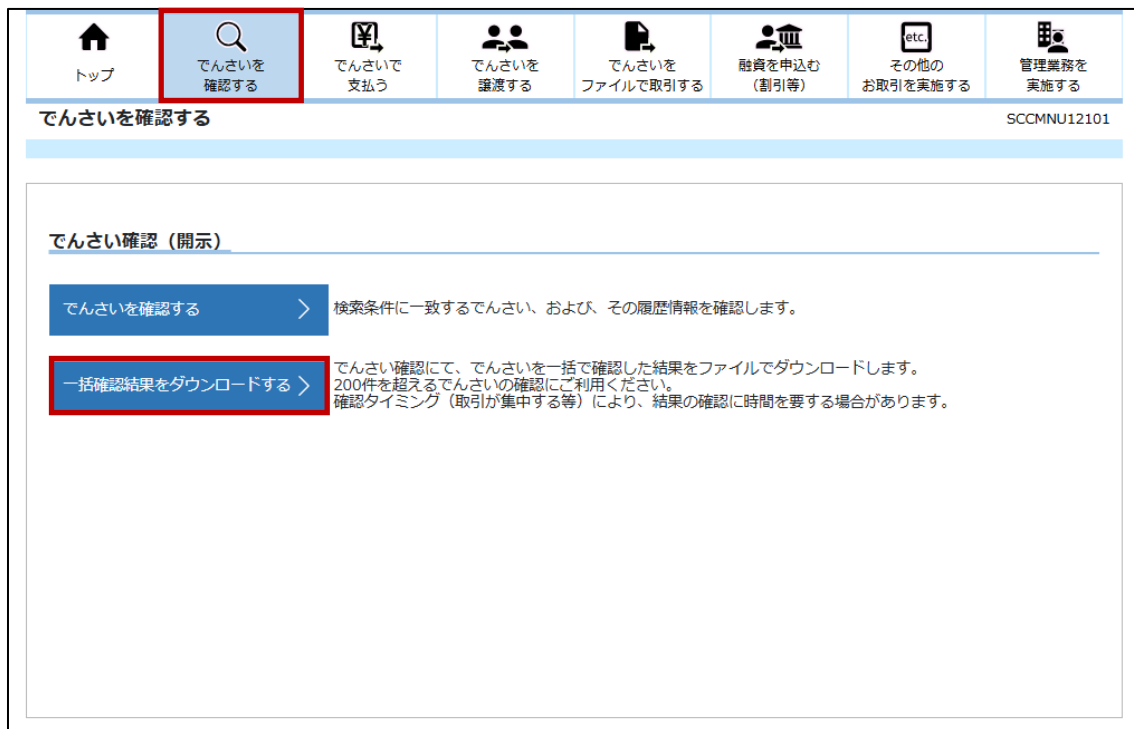 トップ
でんさいを
確認する
でんさいで
支払う
でんさいを
譲渡する
でんさいを
ファイルで取引する
融資を申込む
(割引等)
etc.
その他の
お取引を実施する
管理業務を
実施する
でんさいを確認する
SCCMNU12101
でんさい確認（開示）
でんさいを確認する
検索条件に一致するでんさい、および、その履歴情報を確認します。
一括確認結果をダウンロードする
でんさい確認にて、でんさいを一括で確認した結果をファイルでダウンロードします。
200件を超えるでんさいの確認にご利用ください。
確認タイミング（取引が集中する等）により、結果の確認に時間を要する場合があります。